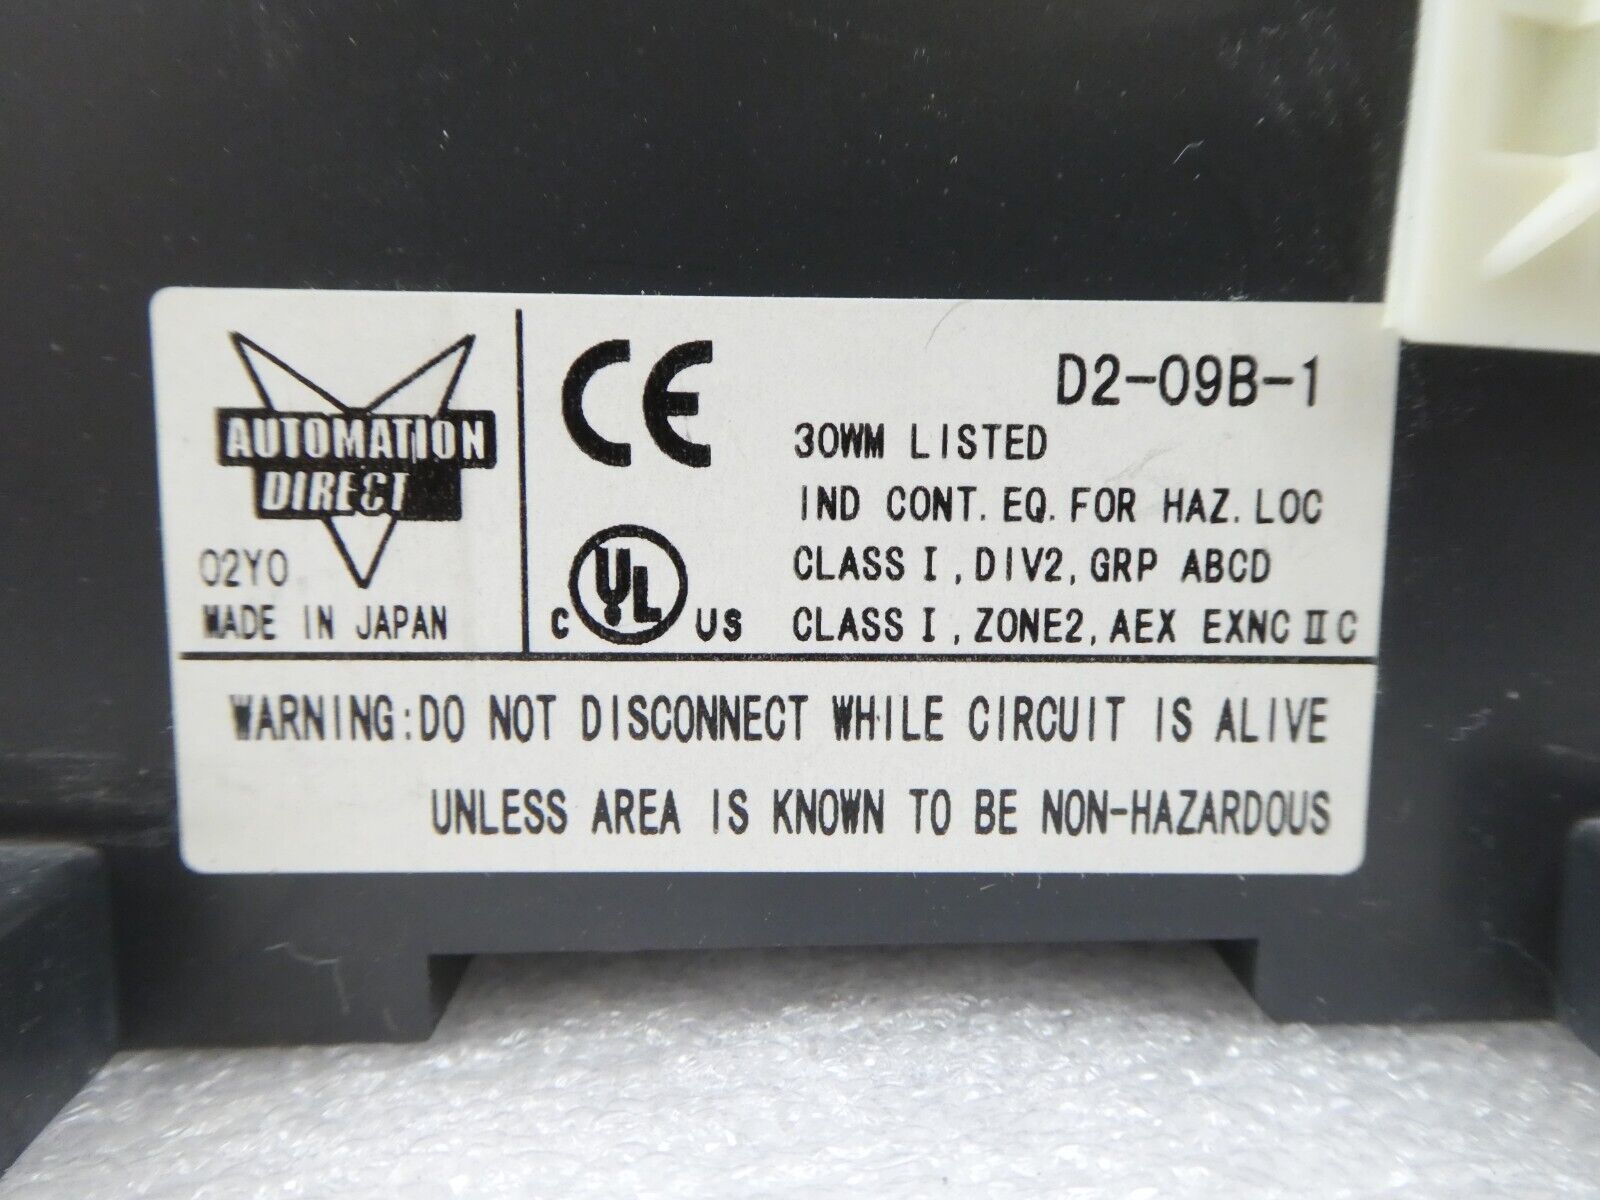 AUTOMATION
DIRECT
02Y0
MADE IN JAPAN
CE
C UL US
D2-09B-1
30WM LISTED
IND CONT. EQ. FOR HAZ. LOC
CLASS I, DIV2, GRP ABCD
CLASS I, ZONE2, AEX EXNC II C
WARNING:DO NOT DISCONNECT WHILE CIRCUIT IS ALIVE
UNLESS AREA IS KNOWN TO BE NON-HAZARDOUS